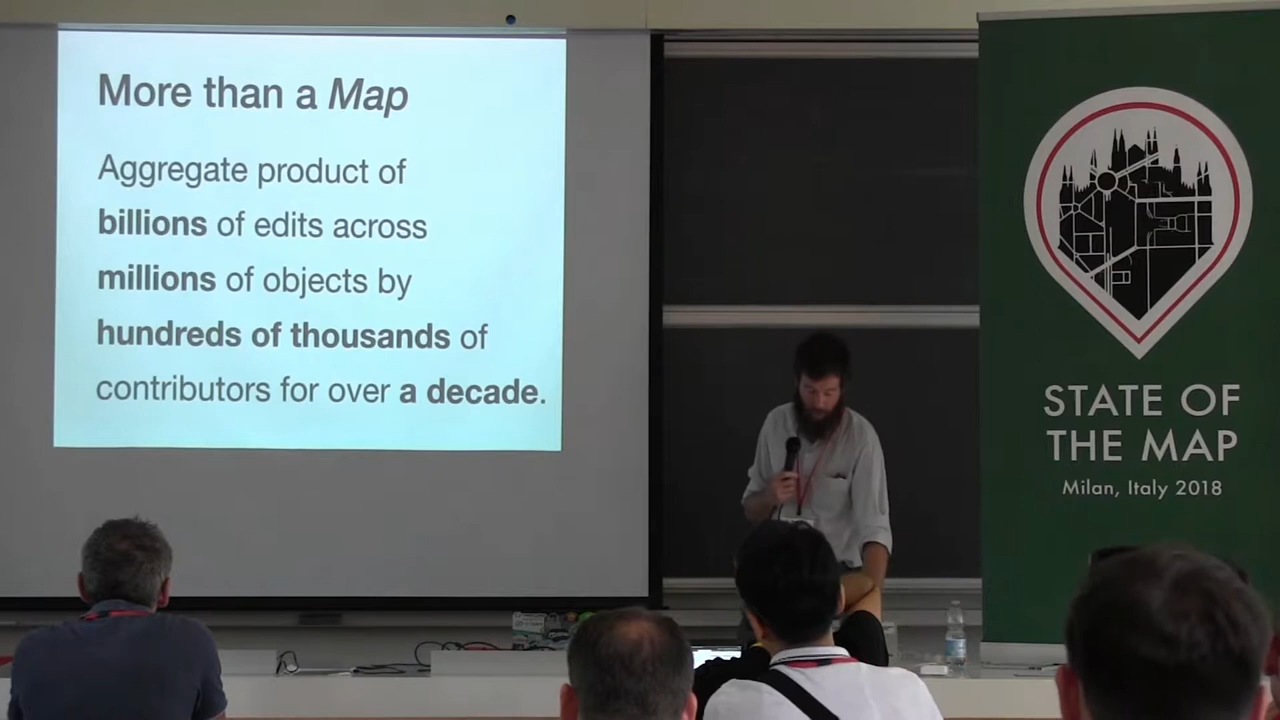 More than a Map
Aggregate product of
billions of edits across
millions of objects by
hundreds of thousands of
contributors for over a decade.
STATE OF
THE MAP
Milan, Italy 2018